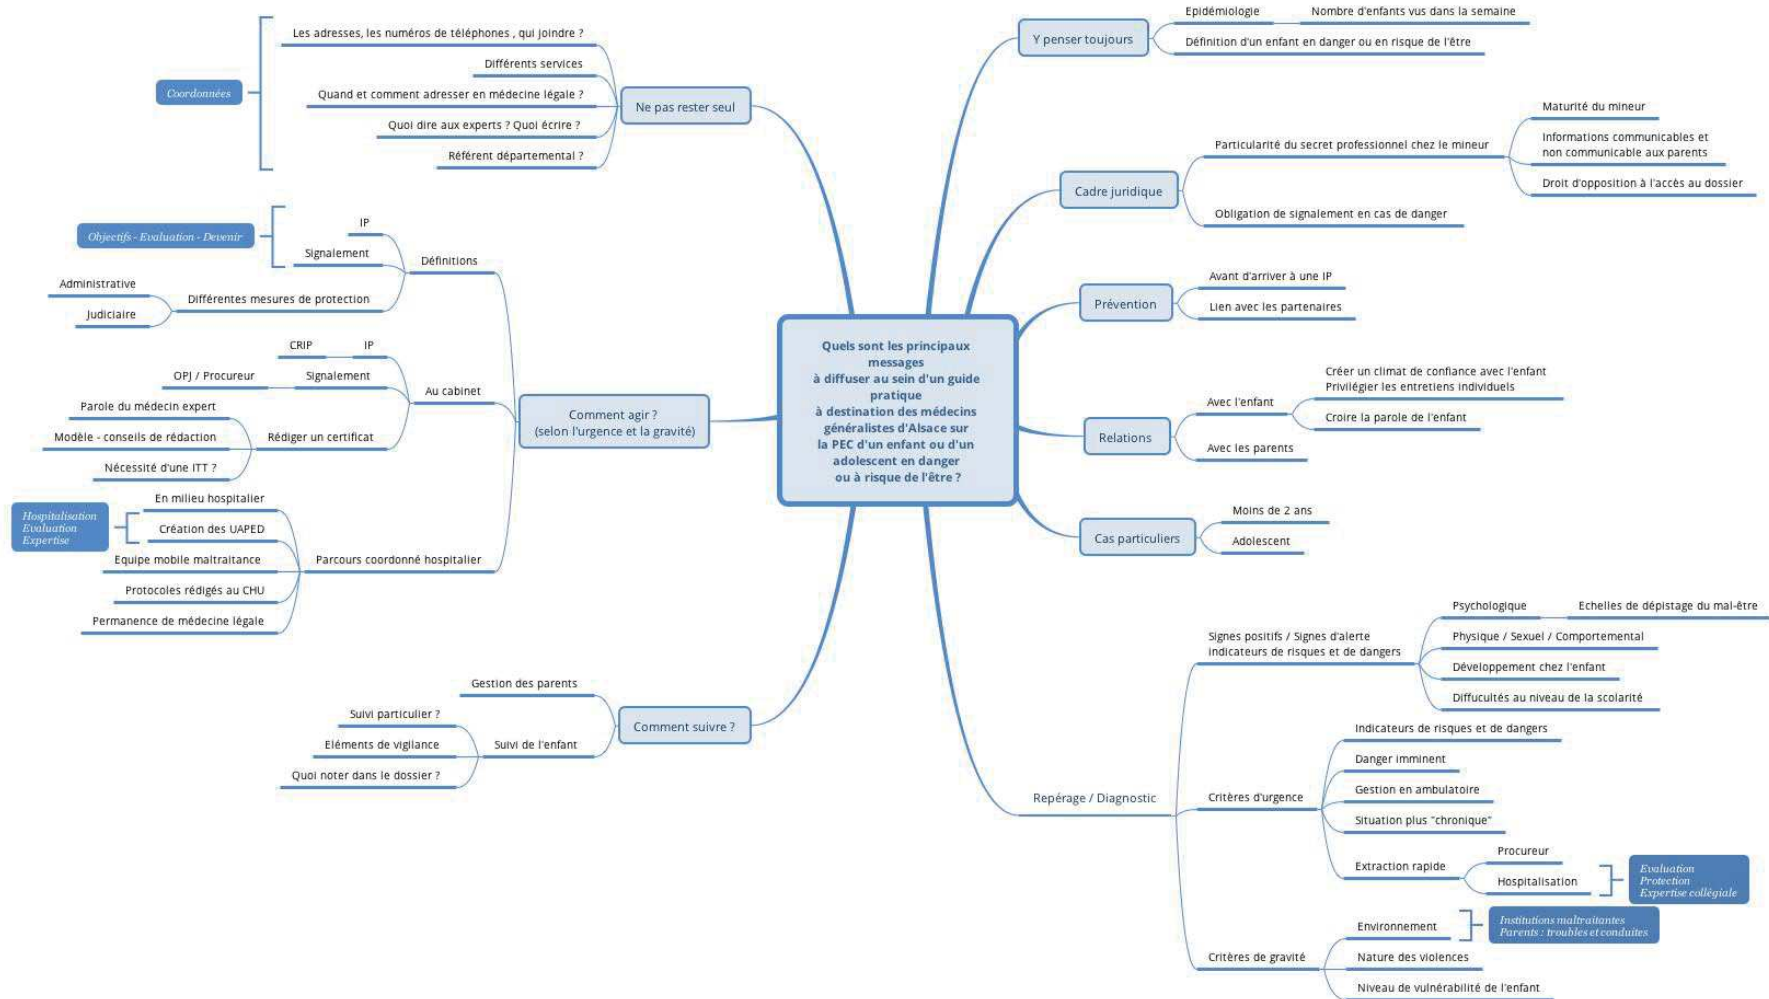 Quels sont les principaux
messages
à diffuser au sein d'un guide
pratique
à destination des médecins
généralistes d'Alsace sur
la PEC d'un enfant ou d'un
adolescent en danger
ou à risque de l'être ?
Y penser toujours
Epidémiologie
Nombre d'enfants vus dans la semaine
Définition d'un enfant en danger ou en risque de l'être
Cadre juridique
Particularité du secret professionnel chez le mineur
Maturité du mineur
Informations communicables et
non communicable aux parents
Droit d'opposition à l'accès au dossier
Obligation de signalement en cas de danger
Prévention
Avant d'arriver à une IP
Lien avec les partenaires
Relations
Avec l'enfant
Créer un climat de confiance avec l'enfant
Privilégier les entretiens individuels
Croire la parole de l'enfant
Avec les parents
Cas particuliers
Moins de 2 ans
Adolescent
Repérage / Diagnostic
Signes positifs / Signes d'alerte
indicateurs de risques et de dangers
Psychologique
Echelles de dépistage du mal-être
Physique / Sexuel / Comportemental
Développement chez l'enfant
Diffucultés au niveau de la scolarité
Critères d'urgence
Indicateurs de risques et de dangers
Danger imminent
Gestion en ambulatoire
Situation plus "chronique"
Extraction rapide
Procureur
Hospitalisation
Evaluation
Protection
Expertise collégiale
Critères de gravité
Environnement
Institutions maltraitantes
Parents : troubles et conduites
Nature des violences
Niveau de vulnérabilité de l'enfant
Ne pas rester seul
Les adresses, les numéros de téléphones , qui joindre ?
Différents services
Quand et comment adresser en médecine légale ?
Quoi dire aux experts ? Quoi écrire ?
Référent départemental ?
Coordonnées
Comment agir ?
(selon l'urgence et la gravité)
Définitions
IP
Signalement
Objectifs - Evaluation - Devenir
Différentes mesures de protection
Administrative
Judiciaire
Au cabinet
IP
CRIP
Signalement
OPJ / Procureur
Rédiger un certificat
Parole du médecin expert
Modèle - conseils de rédaction
Nécessité d'une ITT ?
Parcours coordonné hospitalier
En milieu hospitalier
Création des UAPED
Hospitalisation
Evaluation
Expertise
Equipe mobile maltraitance
Protocoles rédigés au CHU
Permanence de médecine légale
Comment suivre ?
Gestion des parents
Suivi de l'enfant
Suivi particulier ?
Eléments de vigilance
Quoi noter dans le dossier ?